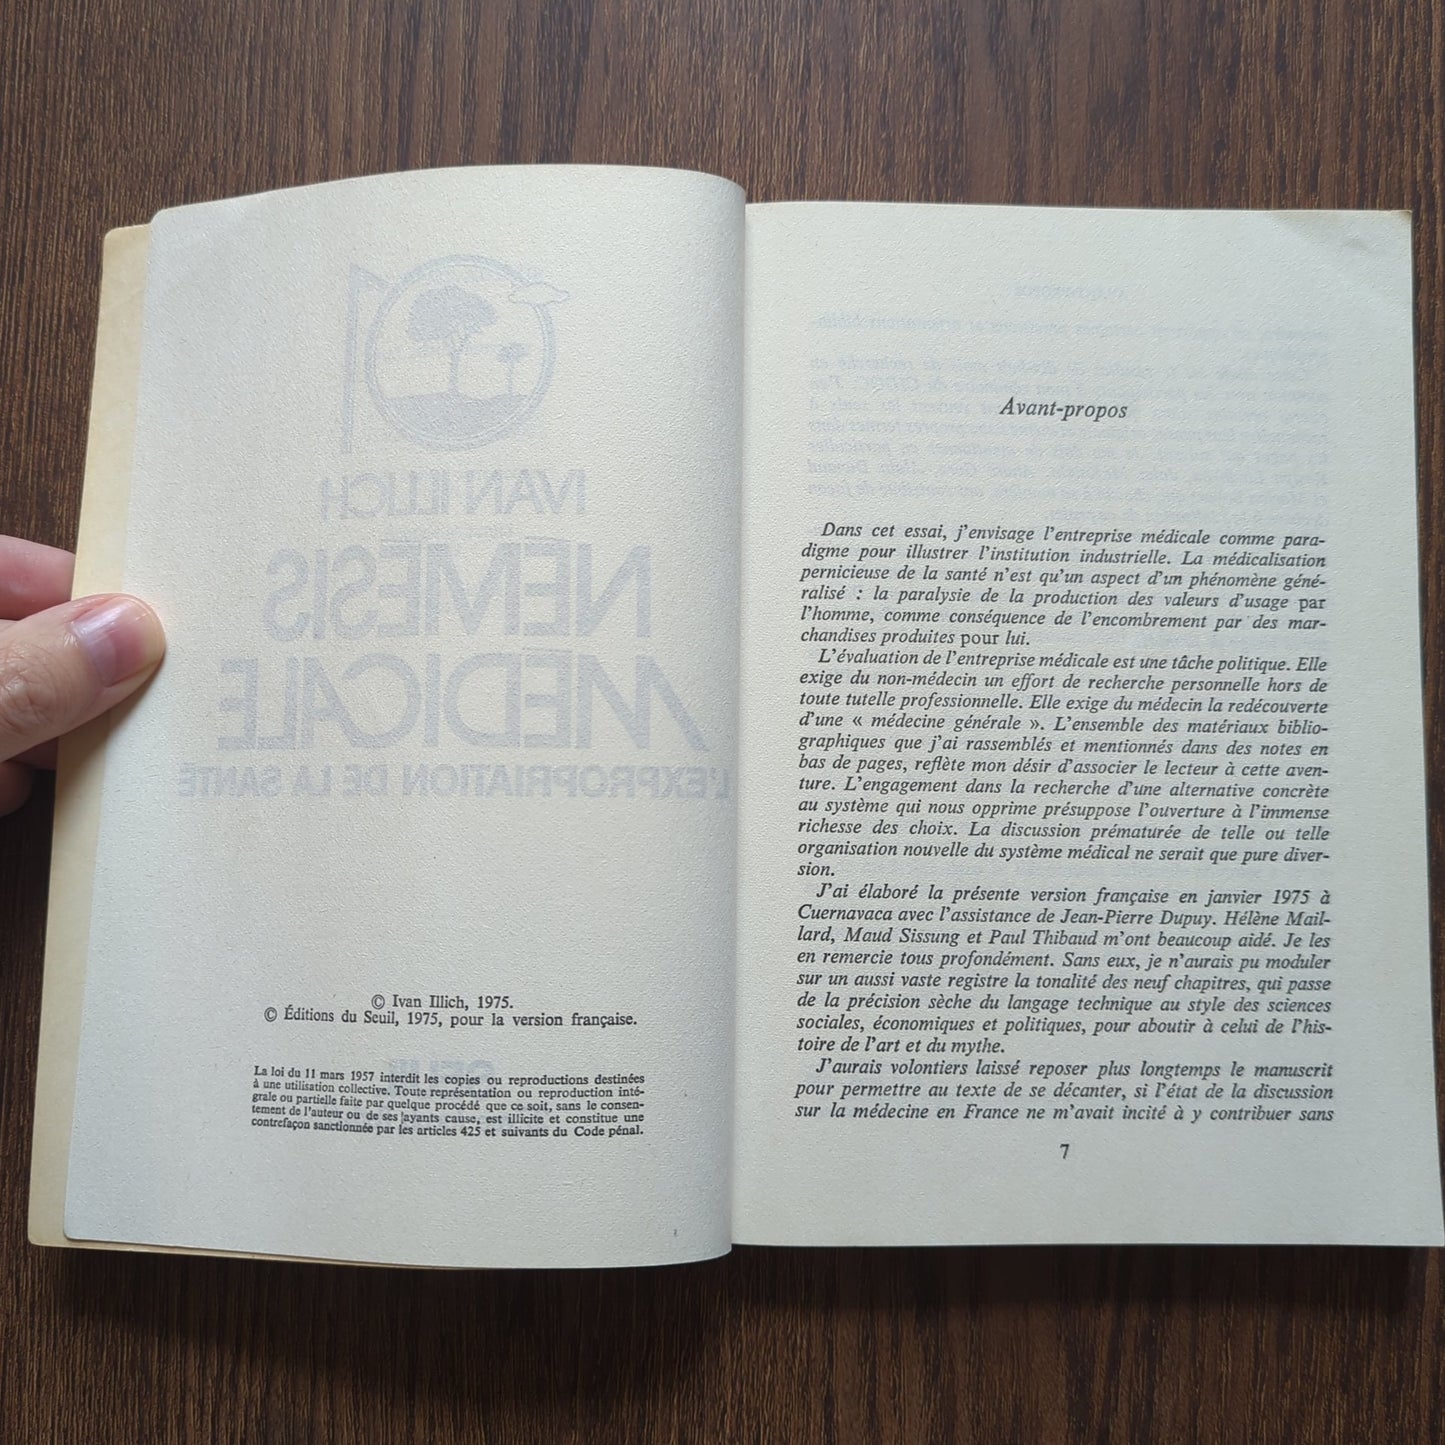 IVAN ILLICH
NEMESIS
MEDICALE
L'EXPROPRIATION DE LA SANTÉ
© Ivan Illich, 1975.
© Éditions du Seuil, 1975, pour la version française.
La loi du 11 mars 1957 interdit les copies ou reproductions destinées
à une utilisation collective. Toute représentation ou reproduction inté-
grale ou partielle faite par quelque procédé que ce soit, sans le consen-
tement de l'auteur ou de ses ayants cause, est illicite et constitue une
contrefaçon sanctionnée par les articles 425 et suivants du Code pénal.
Avant-propos
Dans cet essai, j'envisage l'entreprise médicale comme para-
digme pour illustrer l'institution industrielle. La médicalisation
pernicieuse de la santé n'est qu'un aspect d'un phénomène géné-
ralisé : la paralysie de la production des valeurs d'usage par
l'homme, comme conséquence de l'encombrement par des mar-
chandises produites pour lui.
L'évaluation de l'entreprise médicale est une tâche politique. Elle
exige du non-médecin un effort de recherche personnelle hors de
toute tutelle professionnelle. Elle exige du médecin la redécouverte
d'une « médecine générale ». L'ensemble des matériaux biblio-
graphiques que j'ai rassemblés et mentionnés dans des notes en
bas de pages, reflète mon désir d'associer le lecteur à cette aven-
ture. L'engagement dans la recherche d'une alternative concrète
au système qui nous opprime présuppose l'ouverture à l'immense
richesse des choix. La discussion prématurée de telle ou telle
organisation nouvelle du système médical ne serait que pure diver-
sion.
J'ai élaboré la présente version française en janvier 1975 à
Cuernavaca avec l'assistance de Jean-Pierre Dupuy. Hélène Mail-
lard, Maud Sissung et Paul Thibaud m'ont beaucoup aidé. Je les
en remercie tous profondément. Sans eux, je n'aurais pu moduler
sur un aussi vaste registre la tonalité des neuf chapitres, qui passe
de la précision sèche du langage technique au style des sciences
sociales, économiques et politiques, pour aboutir à celui de l'his-
toire de l'art et du mythe.
J'aurais volontiers laissé reposer plus longtemps le manuscrit
pour permettre au texte de se décanter, si l'état de la discussion
sur la médecine en France ne m'avait incité à y contribuer sans
7